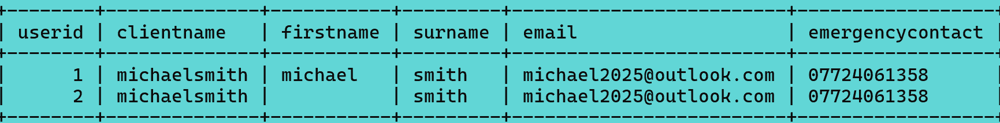 +--------+--------------+-----------+---------+-------------------------+------------------+
| userid | clientname   | firstname | surname | email                   | emergencycontact |
+--------+--------------+-----------+---------+-------------------------+------------------+
|      1 | michaelsmith | michael   | smith   | michael2025@outlook.com | 07724061358      |
|      2 | michaelsmith |           | smith   | michael2025@outlook.com | 07724061358      |
+--------+--------------+-----------+---------+-------------------------+------------------+